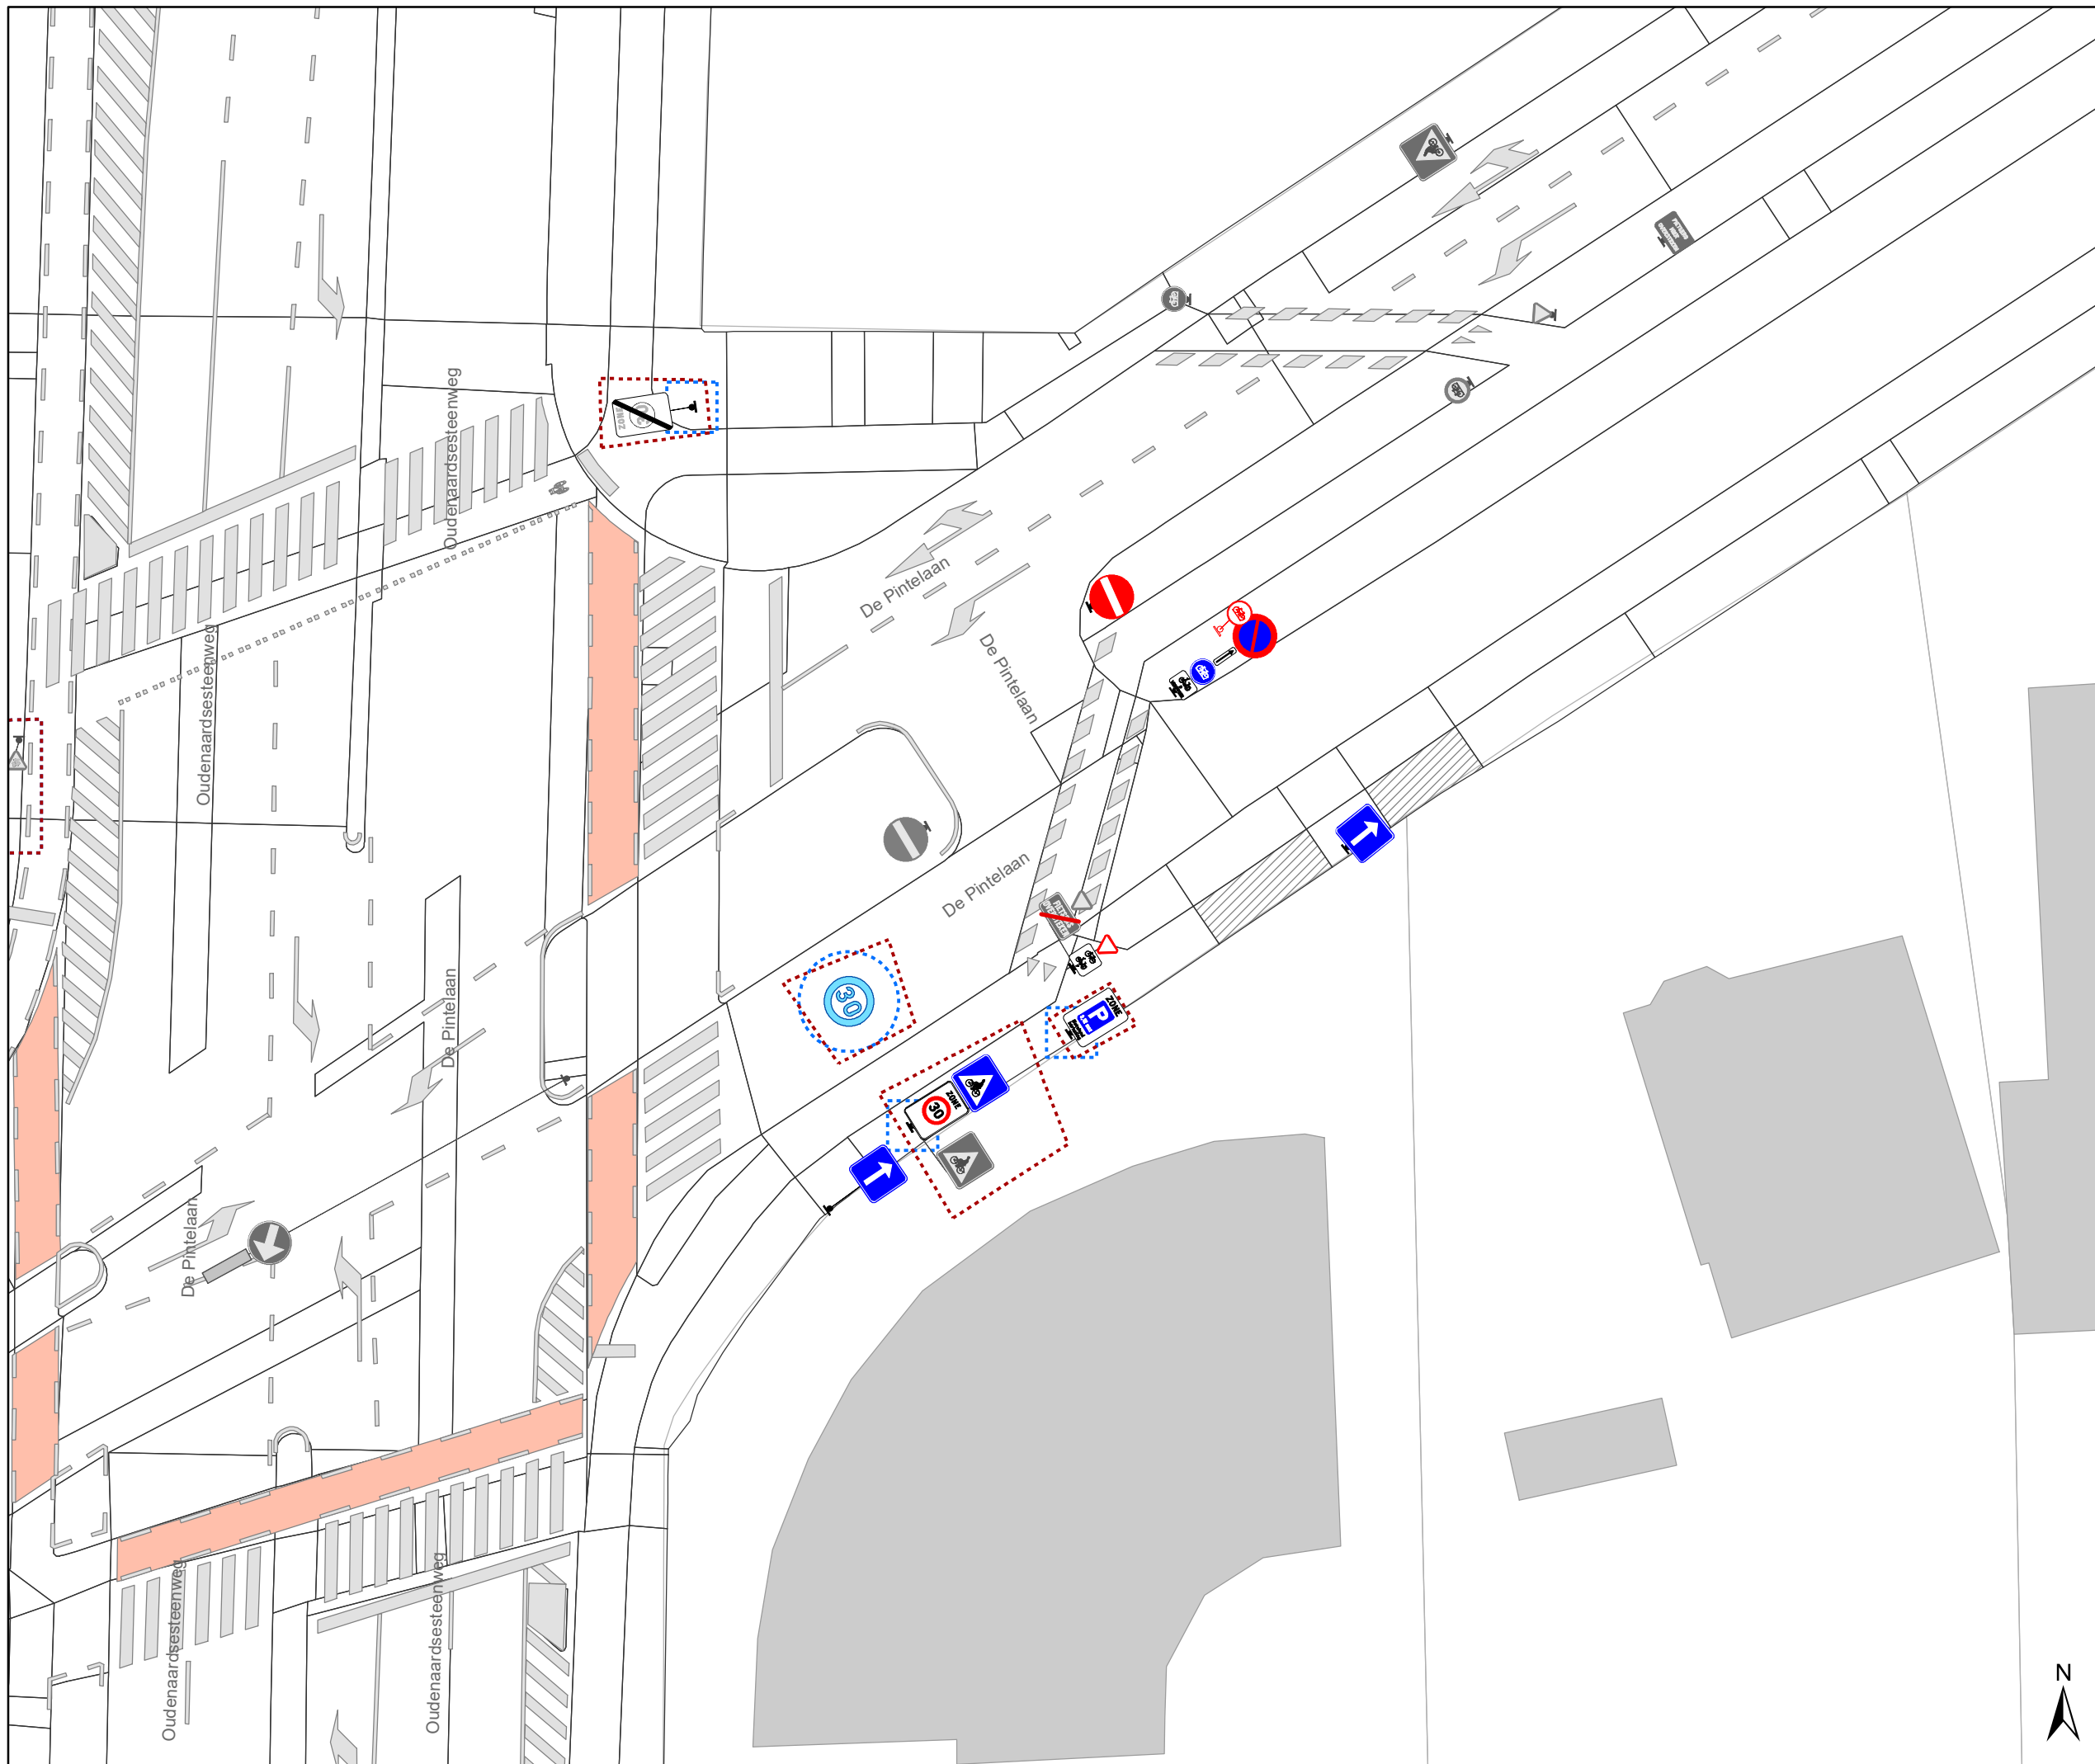 Oudenaardsesteenweg
ZONE
De Pintelaan
De Pintelaan
Oudenaardsesteenweg
De Pintelaan
30
De Pintelaan
ZONE
P
ZONE
30
De Pintelaan
Oudenaardsesteenweg
Oudenaardsesteenweg
N